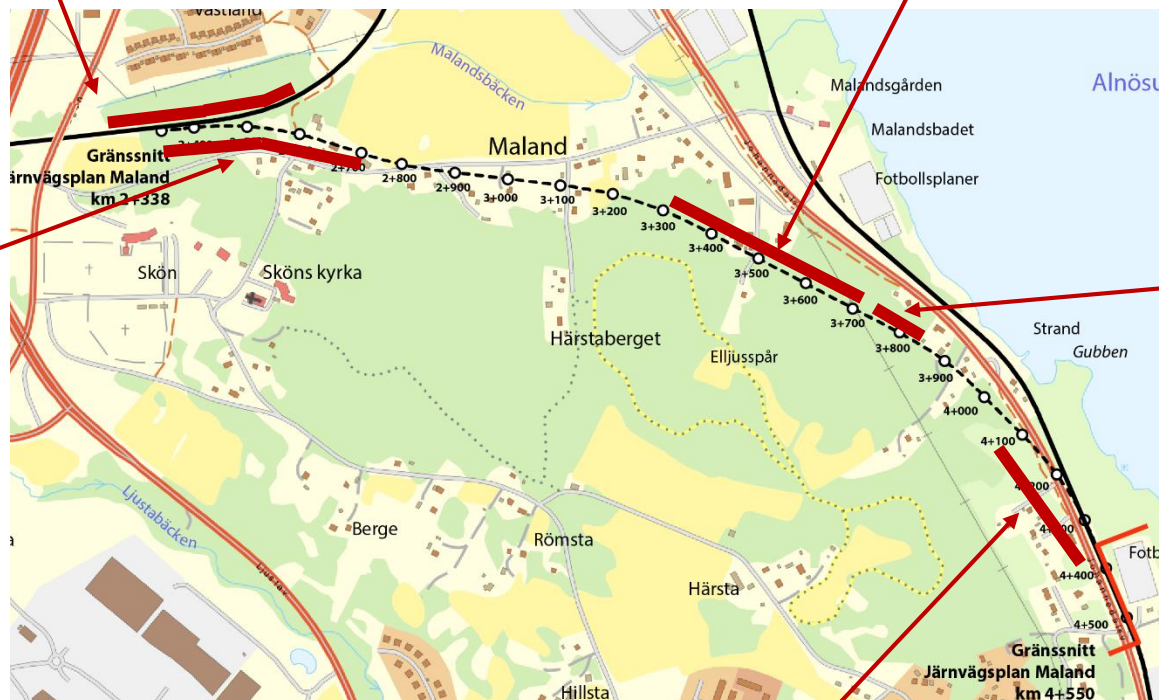 Västland
Malandsbäcken
Malandsgården
Alnösu
Malandsbadet
Fotbollsplaner
Maland
Gränssnitt
Järnvägsplan Maland
km 2+338
2+700
2+800
2+900
3+000
3+100
3+200
3+300
3+400
3+500
3+600
3+700
3+800
3+900
4+000
4+100
4+200
4+400
4+500
Skön
Sköns kyrka
Härstaberget
Elljusspår
Strand
Gubben
Ljustabäcken
Berge
Römsta
Härsta
Fotb
Hillsta
Gränssnitt
Järnvägsplan Maland
km 4+550